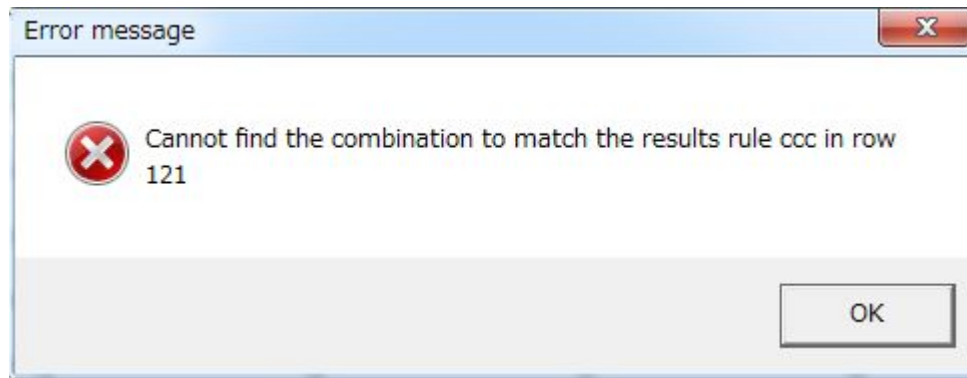 Error message
Cannot find the combination to match the results rule ccc in row
121
OK